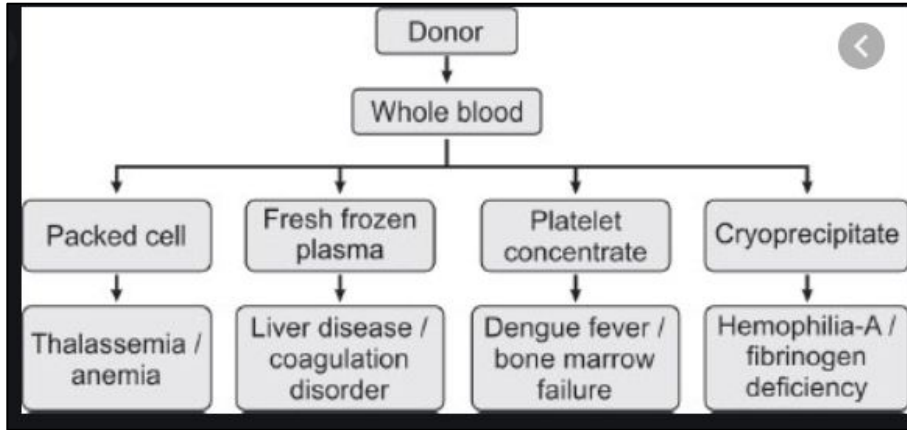 Donor
Whole blood
Packed cell
Fresh frozen
plasma
Platelet
concentrate
Cryoprecipitate
Thalassemia /
anemia
Liver disease /
coagulation
disorder
Dengue fever /
bone marrow
failure
Hemophilia-A /
fibrinogen
deficiency